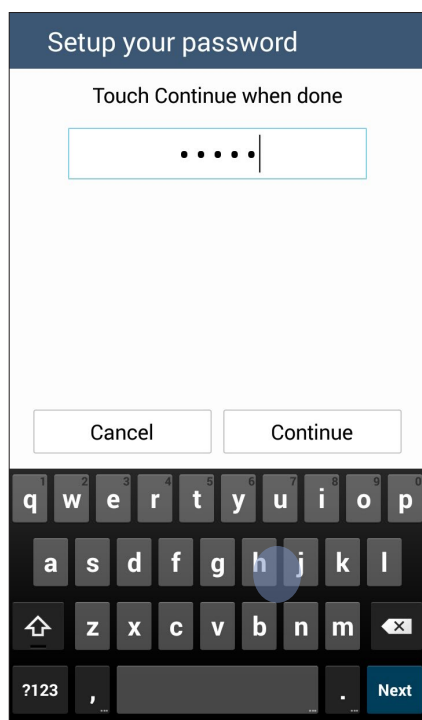 Setup your password
Touch Continue when done
•••••
Cancel Continue
1 2 3 4 5 6 7 8 9 0
q w e r t y u i o p
a s d f g h j k l
z x c v b n m
?123 , ... ... . ... Next